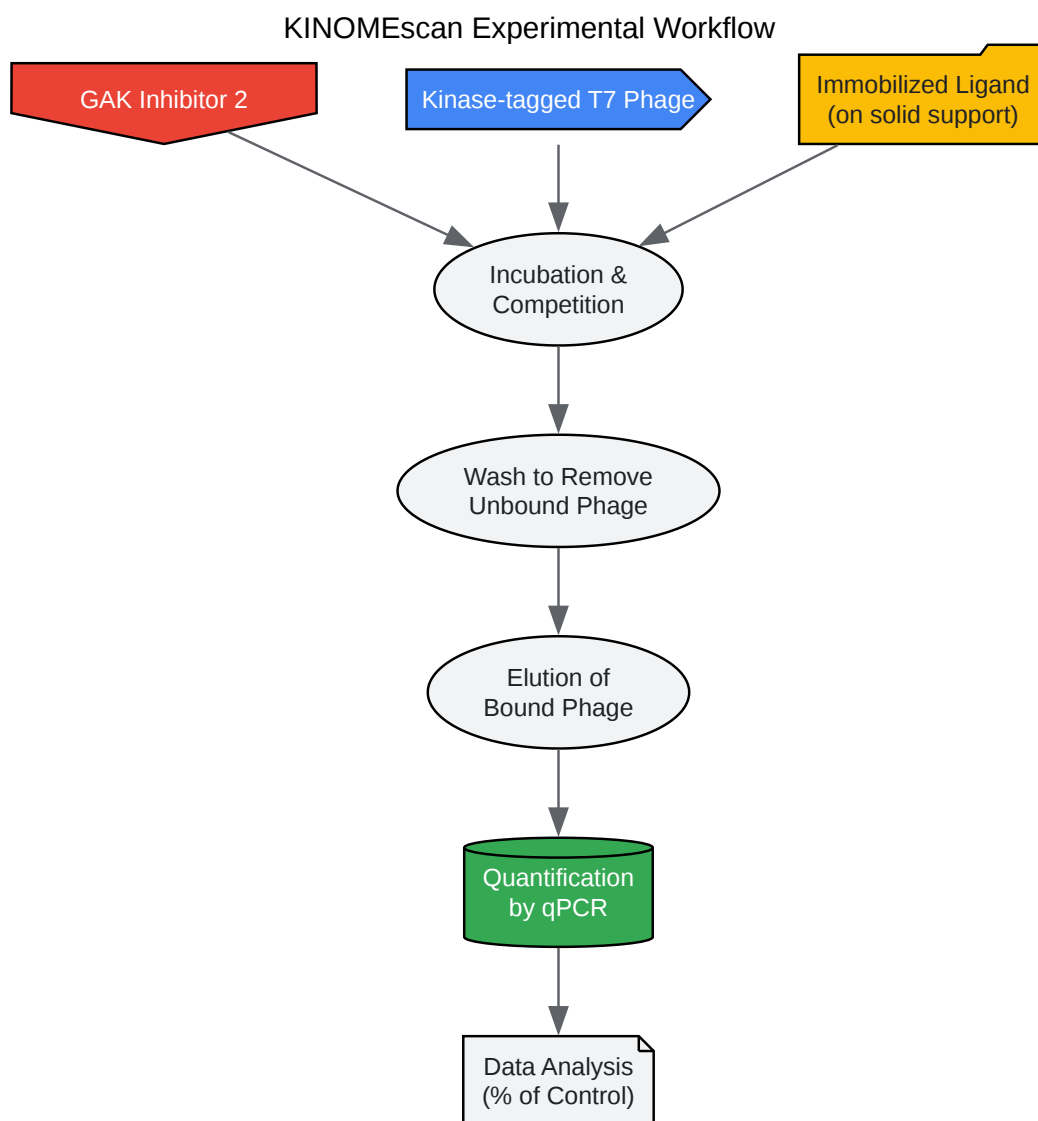 KINOMEscan Experimental Workflow
GAK Inhibitor 2
Kinase-tagged T7 Phage
Immobilized Ligand
(on solid support)
Incubation &
Competition
Wash to Remove
Unbound Phage
Elution of
Bound Phage
Quantification
by qPCR
Data Analysis
(% of Control)